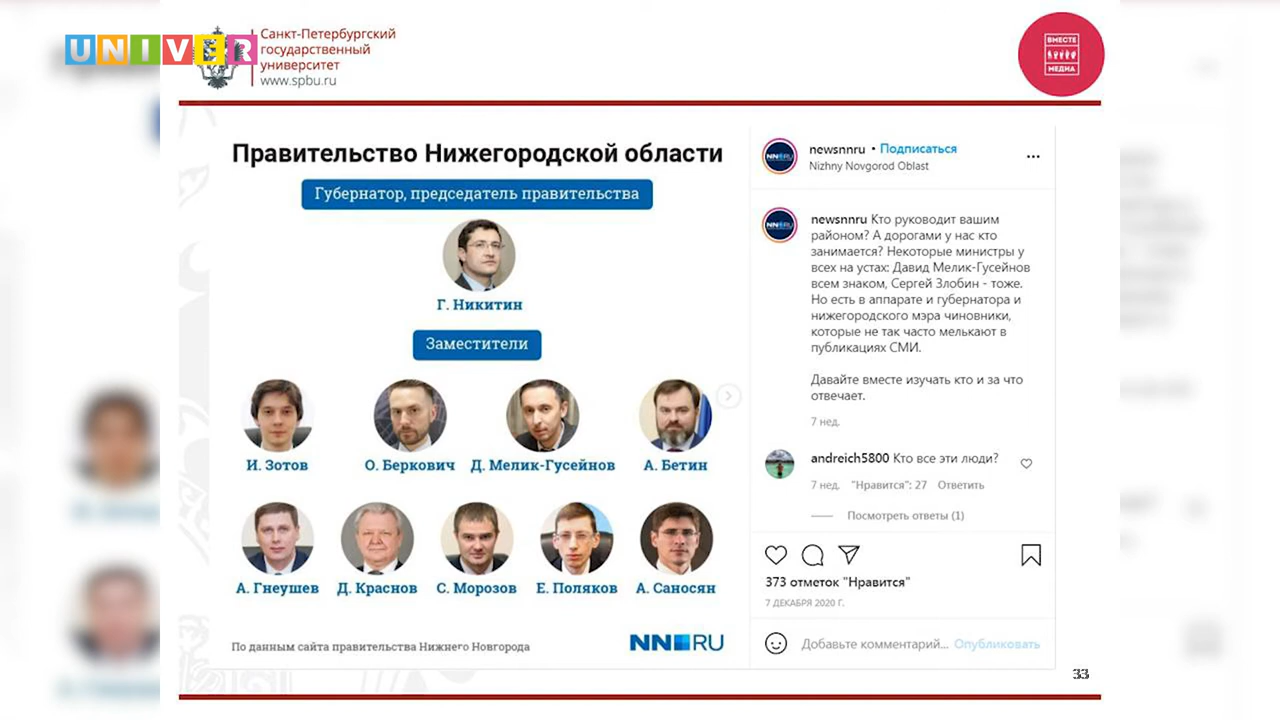 UNIVER
Санкт-Петербургский
государственный
университет
www.spbu.ru
ВМЕСТЕ
МЕДИА
Правительство Нижегородской области
Губернатор, председатель правительства
Г. Никитин
Заместители
И. Зотов
О. Беркович
Д. Мелик-Гусейнов
А. Бетин
А. Гнеушев
Д. Краснов
С. Морозов
Е. Поляков
А. Саносян
По данным сайта правительства Нижнего Новгорода
NN RU
newsnnru • Подписаться
Nizhny Novgorod Oblast
newsnnru Кто руководит вашим
районом? А дорогами у нас кто
занимается? Некоторые министры у
всех на устах: Давид Мелик-Гусейнов
всем знаком, Сергей Злобин - тоже.
Но есть в аппарате и губернатора и
нижегородского мэра чиновники,
которые не так часто мелькают в
публикациях СМИ.
Давайте вместе изучать кто и за что
отвечает.
7 нед.
andreich5800 Кто все эти люди?
7 нед. "Нравится": 27 Ответить
Посмотреть ответы (1)
373 отметок "Нравится"
7 ДЕКАБРЯ 2020 Г.
Добавьте комментарий... Опубликовать
33